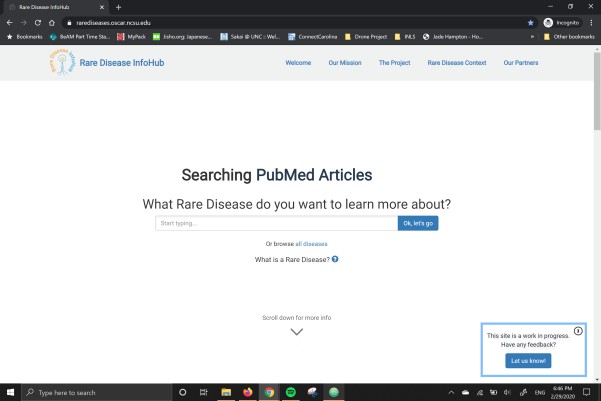 Rare Disease InfoHub
rarediseases.oscar.ncsu.edu
Incognito
Bookmarks
BeAM Part Time Sta...
MyPack
Jisho.org: Japanese...
Sakai @ UNC :: Wel...
ConnectCarolina
Drone Project
INLS
Jade Hampton - Ho...
»
Other bookmarks
Rare Disease InfoHub
Welcome
Our Mission
The Project
Rare Disease Context
Our Partners
Searching PubMed Articles
What Rare Disease do you want to learn more about?
Start typing...
Ok, let's go
Or browse all diseases
What is a Rare Disease? ?
Scroll down for more info
This site is a work in progress.
Have any feedback?
Let us know!
Type here to search
ENG
6:46 PM
2/29/2020